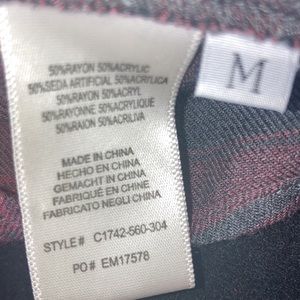 50%RAYON 50%ACRYLIC
50%SEDA ARTIFICIAL 50%ACRILICA
50%RAYON 50%ACRYL
50%RAYONNE 50%ACRYLIQUE
50%RAION 50%ACRILIVA
MADE IN CHINA
HECHO EN CHINA
GEMACHT IN CHINA
FABRIQUE EN CHINE
FABRICATO NEGLI CHINA
STYLE# C1742-560-304
PO# EM17578
M